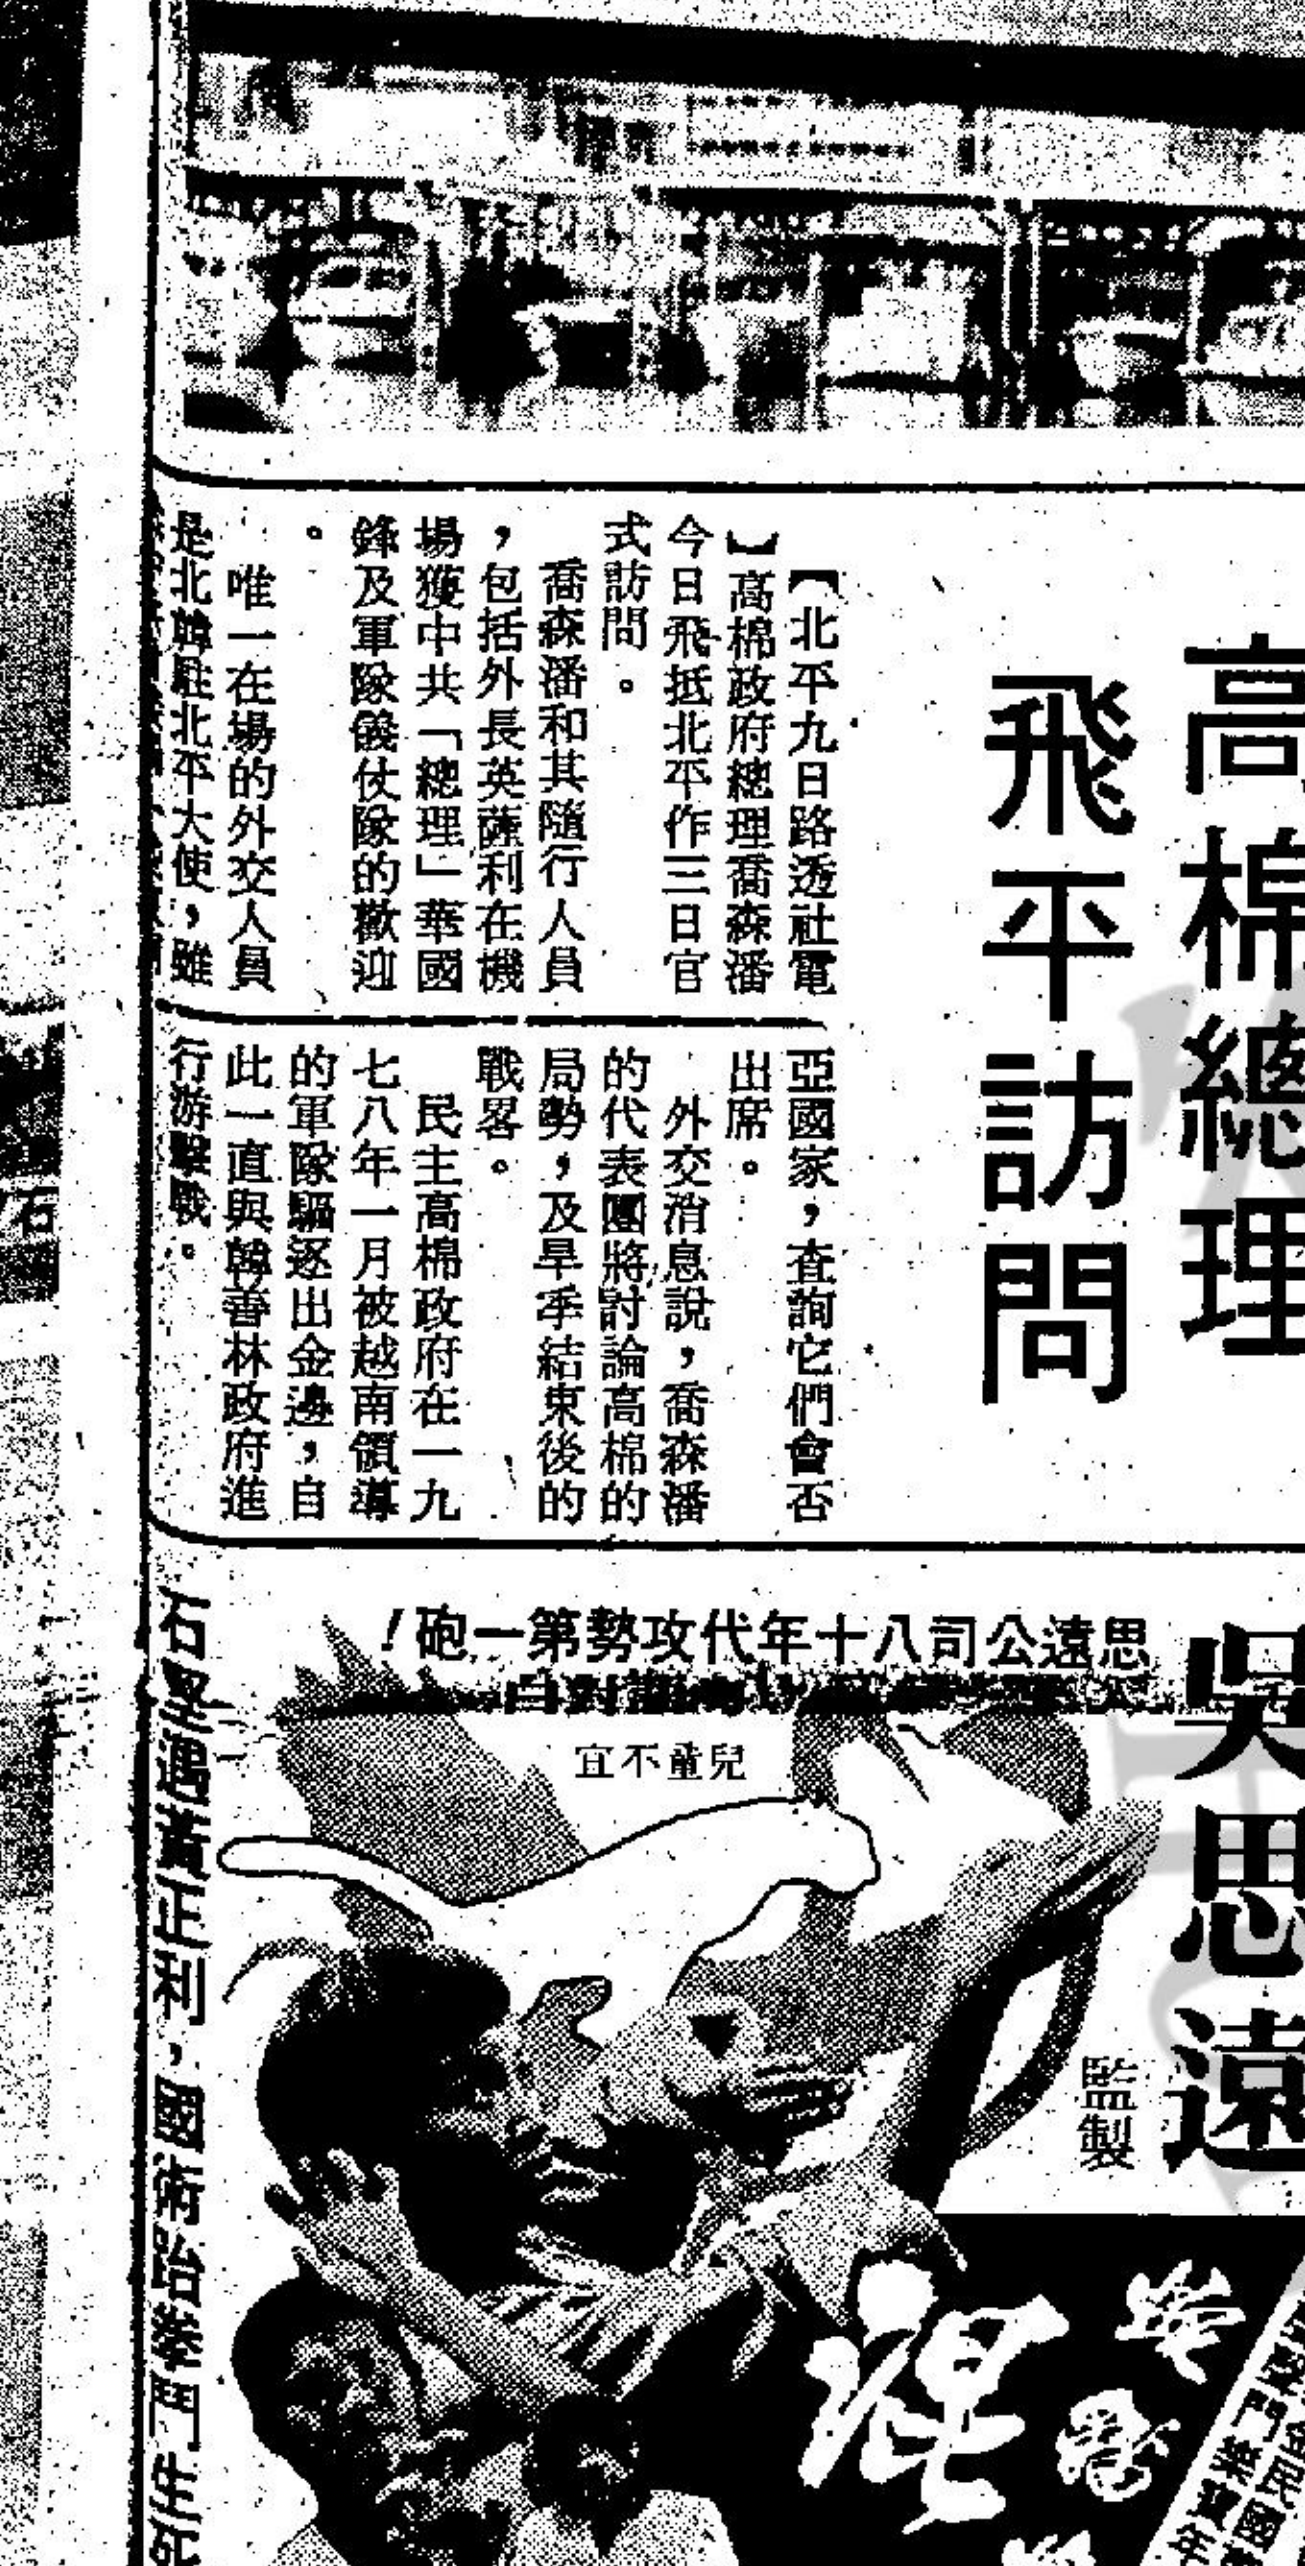 高棉總理
飛平訪問
【北平九日路透社電
】高棉政府總理喬森潘
今日飛抵北平作三日官
式訪問。
喬森潘和其隨行人員
，包括外長英薩利在機
場獲中共「總理」華國
鋒及軍隊儀仗隊的歡迎
。
唯一在場的外交人員
是北韓駐北平大使，雖
亞國家，查詢它們會否
出席。
外交消息說，喬森潘
的代表團將討論高棉的
局勢，及旱季結束後的
戰畧。
民主高棉政府在一九
七八年一月被越南領導
的軍隊驅逐出金邊，自
此一直與韓善林政府進
行游擊戰。
思遠公司八十年代攻勢第一砲！
兒童不宜
吳思遠
監製
石堅遇黃正利，國術跆拳鬥生死
混
石